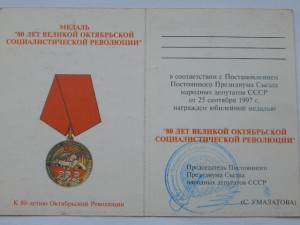 МЕДАЛЬ
"80 ЛЕТ ВЕЛИКОЙ ОКТЯБРЬСКОЙ
СОЦИАЛИСТИЧЕСКОЙ РЕВОЛЮЦИИ"
К 80-летию Октябрьской Революции
в соответствии с Постановлением
Постоянного Президиума Съезда
народных депутатов СССР
от 25 сентября 1997 г.
награжден юбилейной медалью
"80 ЛЕТ ВЕЛИКОЙ ОКТЯБРЬСКОЙ
СОЦИАЛИСТИЧЕСКОЙ РЕВОЛЮЦИИ"
Председатель Постоянного
Президиума Съезда
народных депутатов СССР
(С. УМАЛАТОВА)